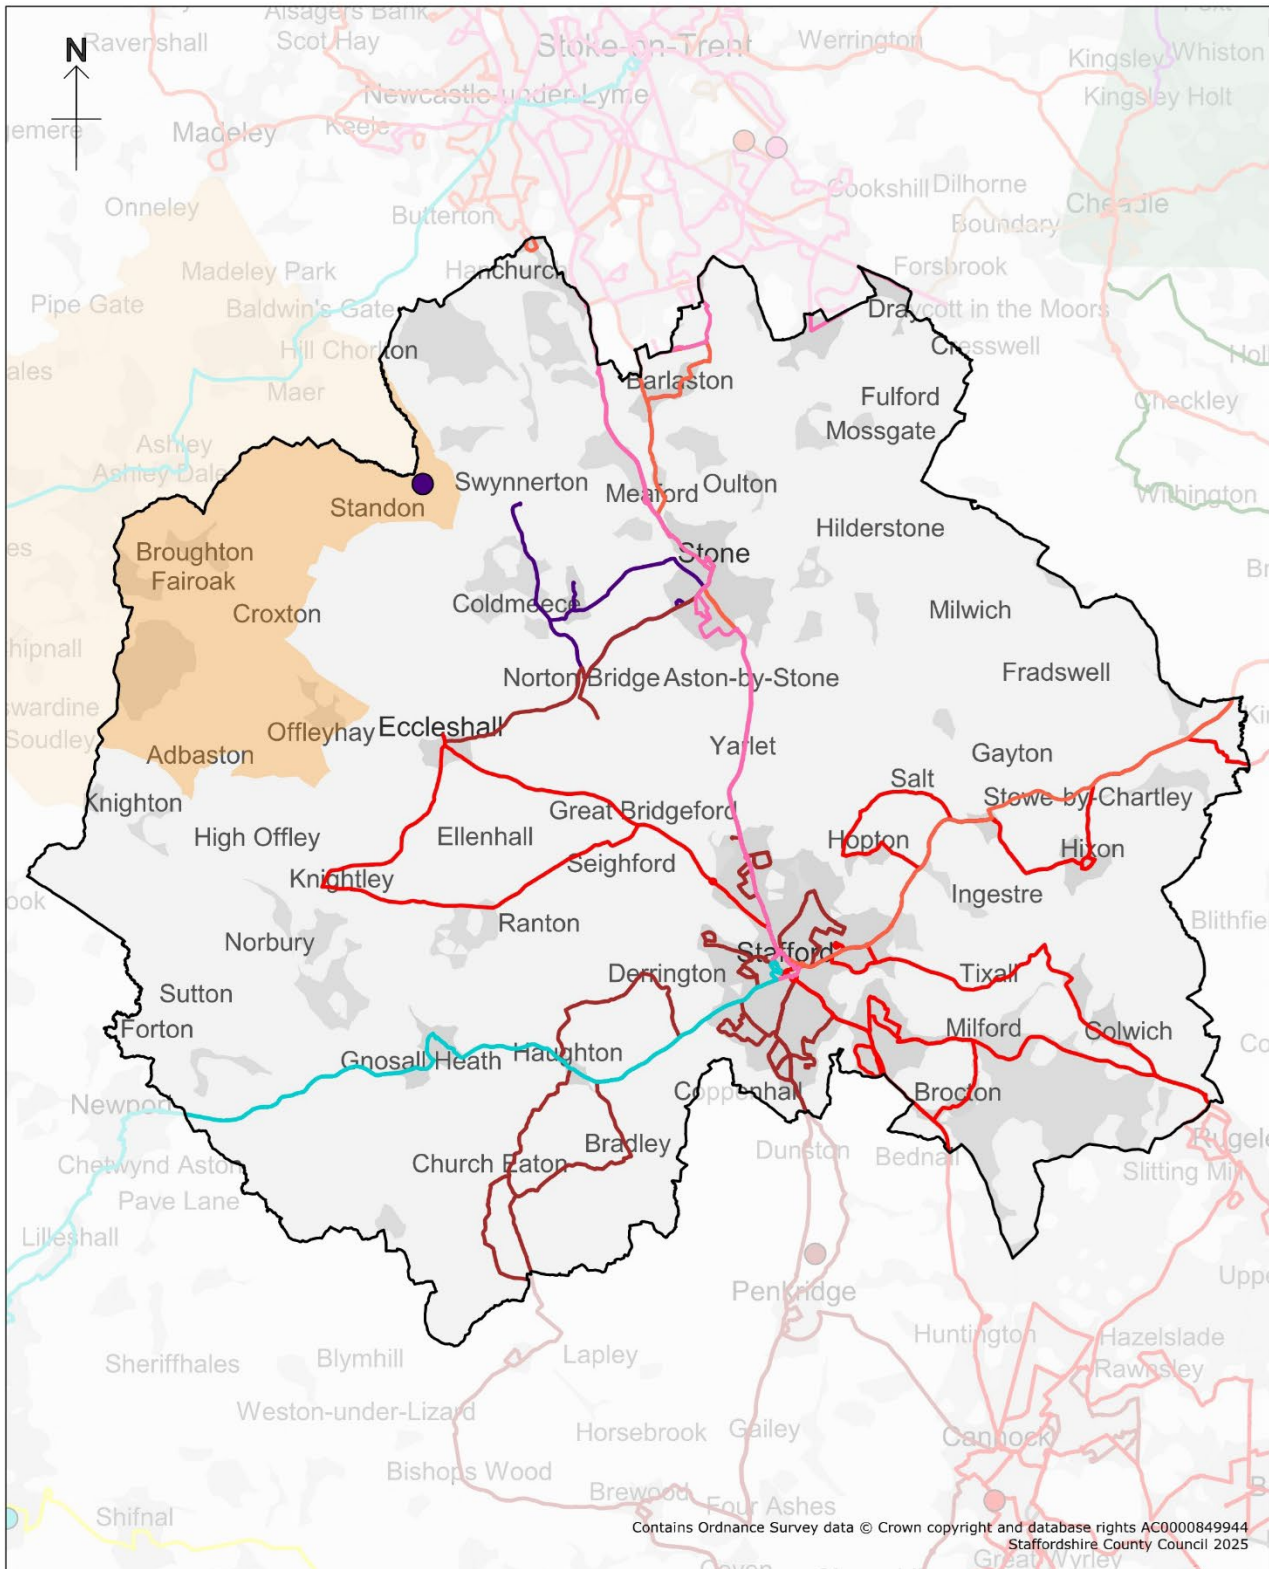 Alsagers Bank
N
Ravenshall
Scot Hay
Stoke-on-Trent
Werrington
Kingsley
Whiston
Newcastle-under-Lyme
Kingsley Holt
Madeley
Keele
Cookshill
Dilhorne
Onneley
Butterton
Boundary
Cheadle
Madeley Park
Hanchurch
Forsbrook
Pipe Gate
Baldwin's Gate
Draycott in the Moors
Hill Chorlton
Cresswell
Maer
Barlaston
Fulford
Checkley
Ashley
Mossgate
Ashley Dale
Swynnerton
Meaford
Oulton
Withington
Standon
Hilderstone
Broughton
Stone
Fairoak
Croxton
Coldmeece
Milwich
Norton Bridge
Aston-by-Stone
Fradswell
Soudley
Offleyhay
Eccleshall
Adbaston
Yarlet
Gayton
Salt
Knighton
Great Bridgeford
Stowe-by-Chartley
High Offley
Ellenhall
Hopton
Hixon
Knightley
Seighford
Ingestre
Ranton
Norbury
Stafford
Derrington
Tixall
Sutton
Forton
Milford
Colwich
Gnosall Heath
Haughton
Coppenhall
Brocton
Newport
Bradley
Dunston
Bednall
Chetwynd Aston
Church Eaton
Slitting Mill
Pave Lane
Lilleshall
Penkridge
Huntington
Hazelslade
Sheriffhales
Blymhill
Lapley
Rawnsley
Weston-under-Lizard
Horsebrook
Gailey
Cannock
Bishops Wood
Brewood
Four Ashes
Shifnal
Contains Ordnance Survey data © Crown copyright and database rights AC0000849944
Staffordshire County Council 2025
Great Wyrley